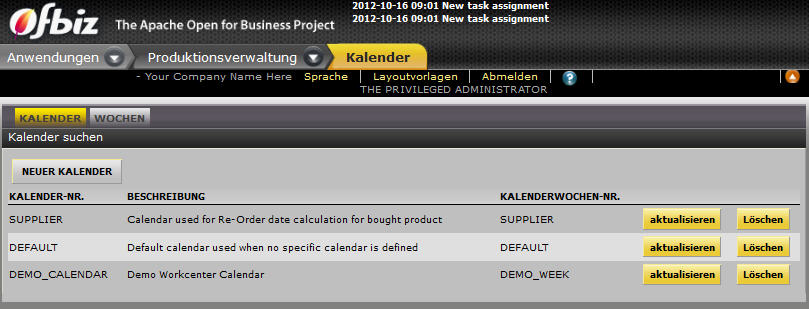 2012-10-16 09:01 New task assignment
2012-10-16 09:01 New task assignment
Ofbiz The Apache Open for Business Project
Anwendungen Produktionsverwaltung Kalender
- Your Company Name Here Sprache Layoutvorlagen Abmelden ?
THE PRIVILEGED ADMINISTRATOR
KALENDER WOCHEN
Kalender suchen
NEUER KALENDER
KALENDER-NR. BESCHREIBUNG KALENDERWOCHEN-NR.
SUPPLIER Calendar used for Re-Order date calculation for bought product SUPPLIER aktualisieren Löschen
DEFAULT Default calendar used when no specific calendar is defined DEFAULT aktualisieren Löschen
DEMO_CALENDAR Demo Workcenter Calendar DEMO_WEEK aktualisieren Löschen